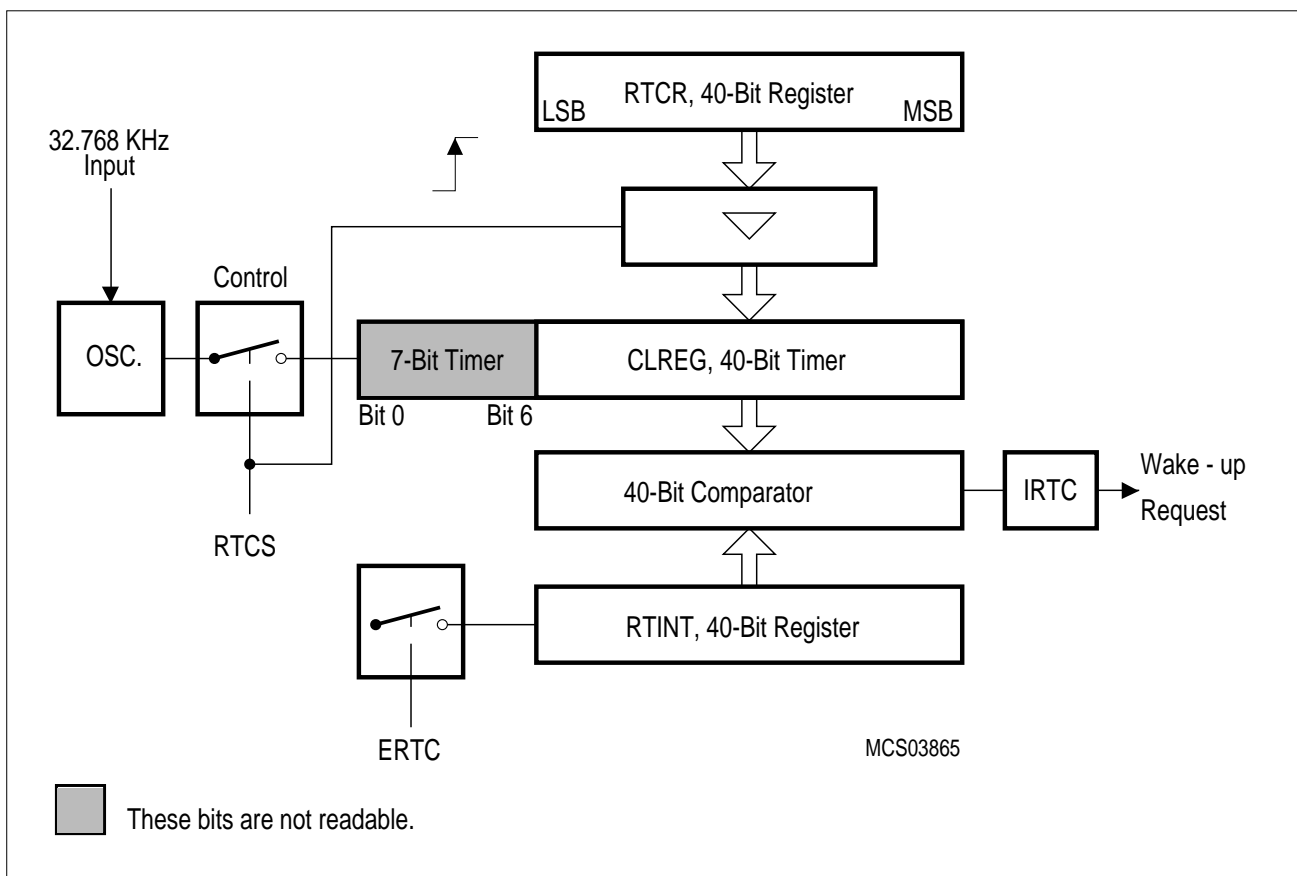 RTCR, 40-Bit Register
LSB
MSB
32.768 KHz
Input
Control
OSC.
7-Bit Timer
CLREG, 40-Bit Timer
Bit 0
Bit 6
40-Bit Comparator
IRTC
Wake - up
Request
RTCS
RTINT, 40-Bit Register
ERTC
MCS03865
These bits are not readable.